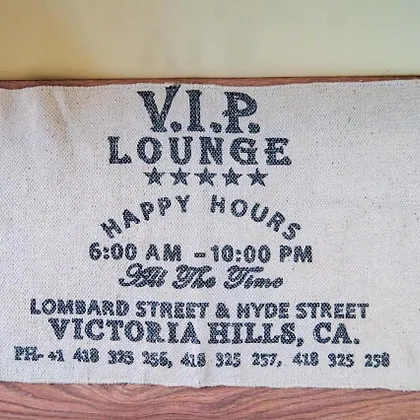 V.I.P.
LOUNGE
★★★★★
HAPPY HOURS
6:00 AM - 10:00 PM
All The Time
LOMBARD STREET & HYDE STREET
VICTORIA HILLS, CA.
PH- +1 418 325 256, 418 325 257, 418 325 258